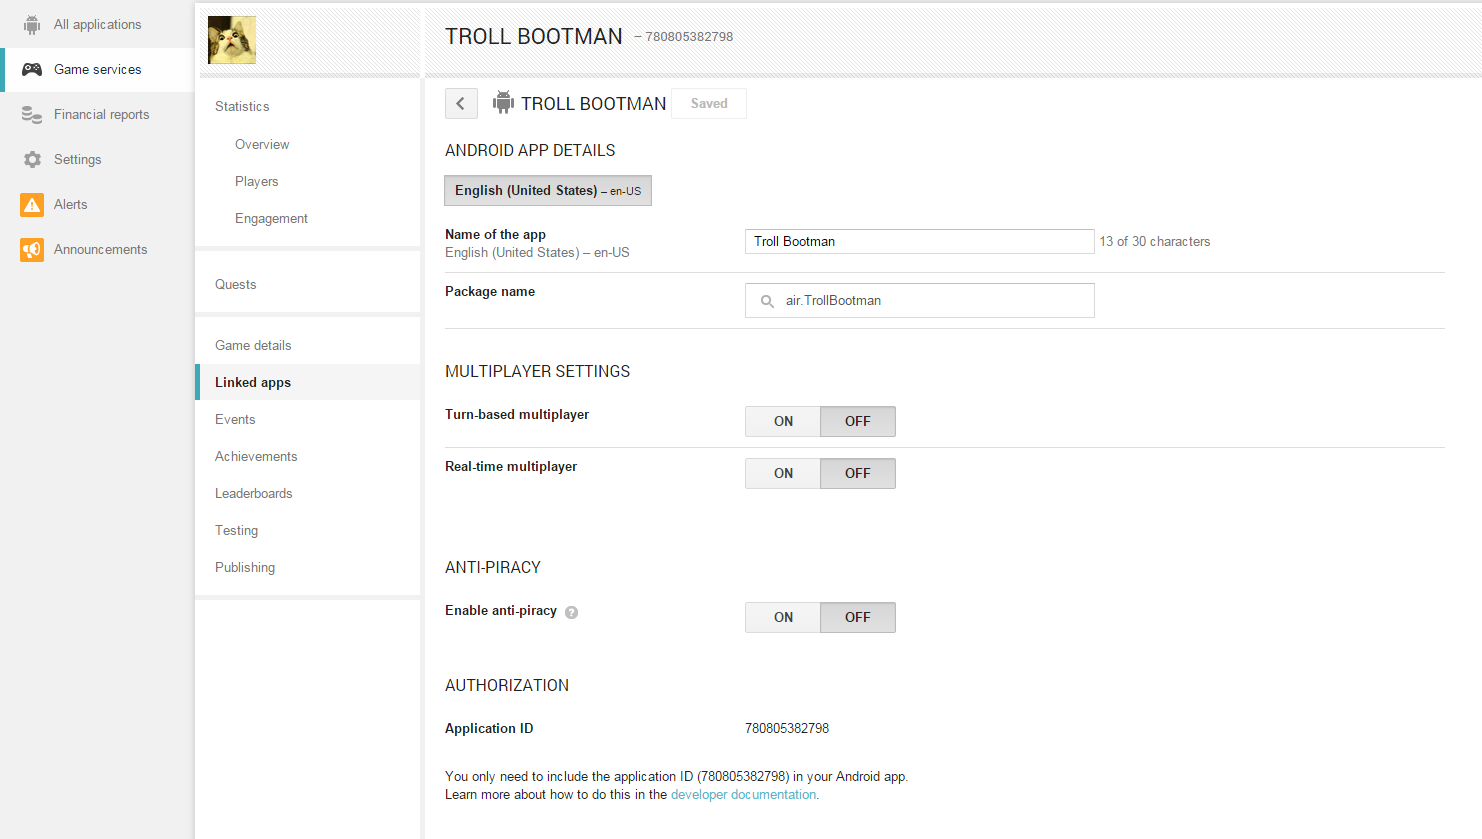 All applications
Game services
Financial reports
Settings
Alerts
Announcements
Statistics
Overview
Players
Engagement
Quests
Game details
Linked apps
Events
Achievements
Leaderboards
Testing
Publishing
TROLL BOOTMAN – 780805382798
TROLL BOOTMAN Saved
ANDROID APP DETAILS
English (United States) – en-US
Name of the app
English (United States) – en-US
Troll Bootman 13 of 30 characters
Package name air.TrollBootman
MULTIPLAYER SETTINGS
Turn-based multiplayer ON OFF
Real-time multiplayer ON OFF
ANTI-PIRACY
Enable anti-piracy ? ON OFF
AUTHORIZATION
Application ID 780805382798
You only need to include the application ID (780805382798) in your Android app.
Learn more about how to do this in the developer documentation.